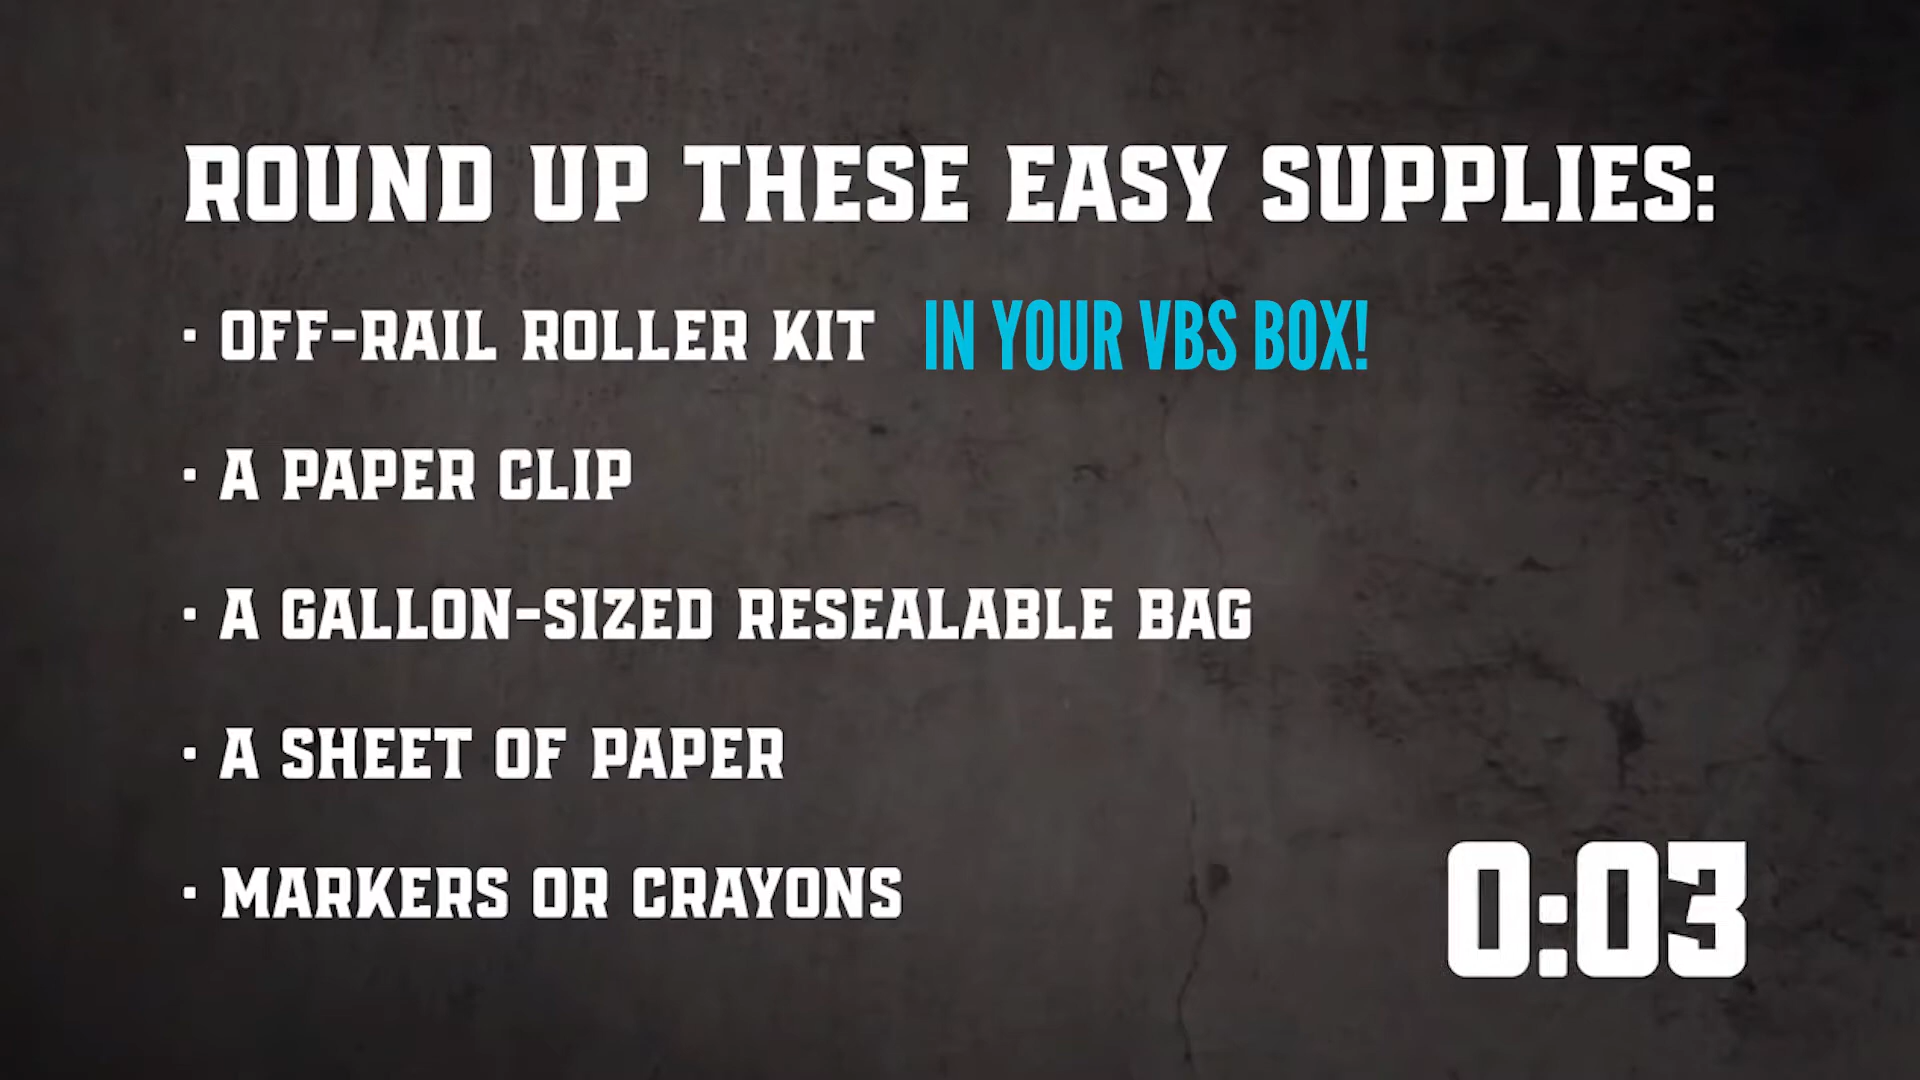 ROUND UP THESE EASY SUPPLIES:
· OFF-RAIL ROLLER KIT IN YOUR VBS BOX!
· A PAPER CLIP
· A GALLON-SIZED RESEALABLE BAG
· A SHEET OF PAPER
· MARKERS OR CRAYONS
0:03